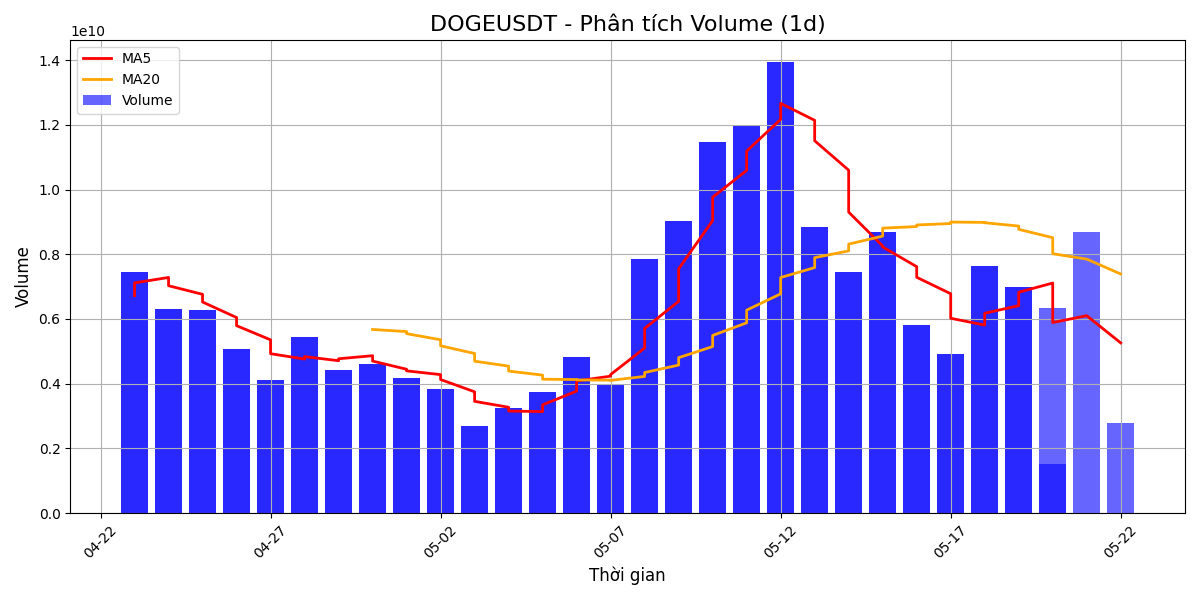 DOGEUSDT - Phân tích Volume (1d)
1e10
MA5
MA20
Volume
1.4
1.2
1.0
0.8
0.6
0.4
0.2
0.0
Volume
04-22
04-27
05-02
05-07
05-12
05-17
05-22
Thời gian